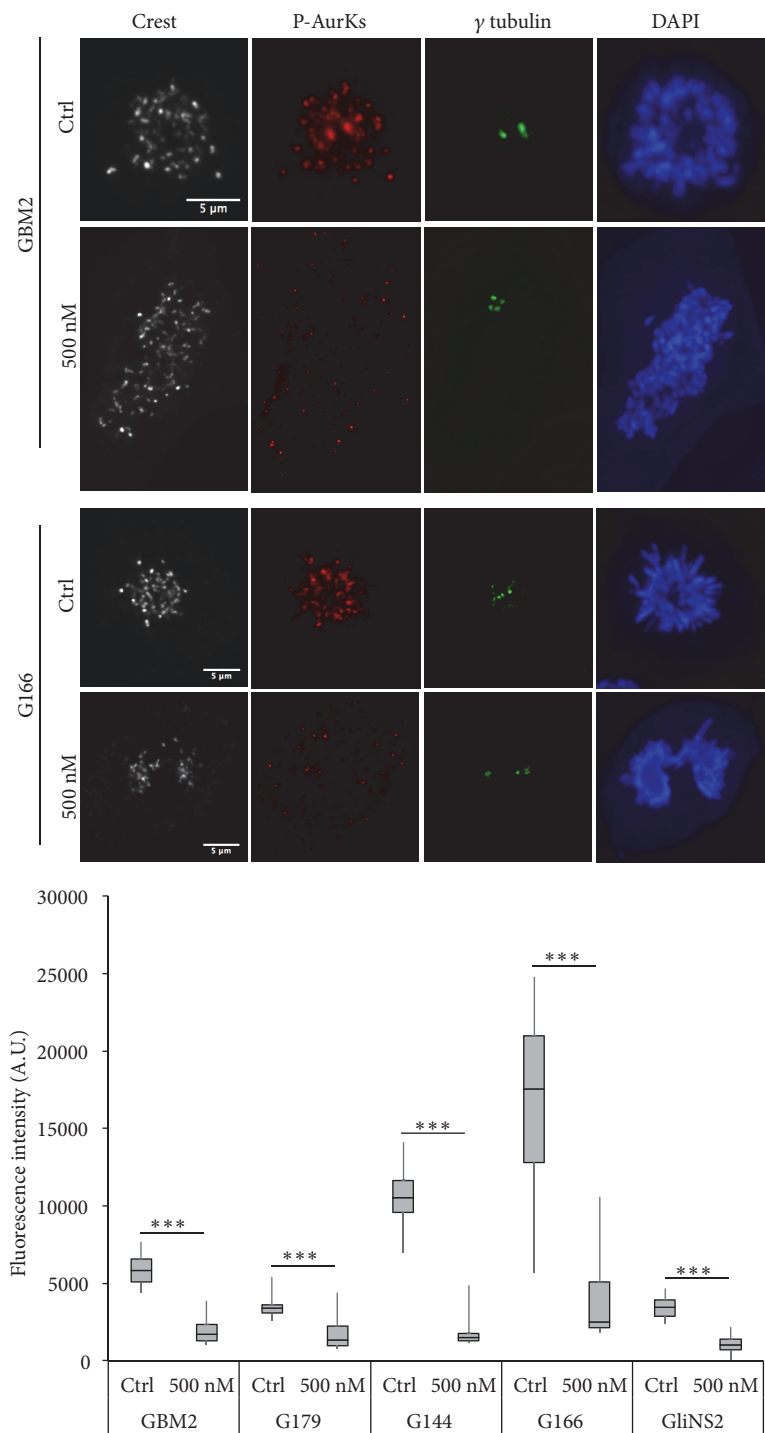 Crest P-AurKs γ tubulin DAPI
GBM2
Ctrl
5 µm
500 nM
G166
Ctrl
5 µm
500 nM
5 µm
Fluorescence intensity (A.U.)
30000
25000
20000
15000
10000
5000
0
*** *** *** *** ***
Ctrl 500 nM Ctrl 500 nM Ctrl 500 nM Ctrl 500 nM Ctrl 500 nM
GBM2 G179 G144 G166 GliNS2